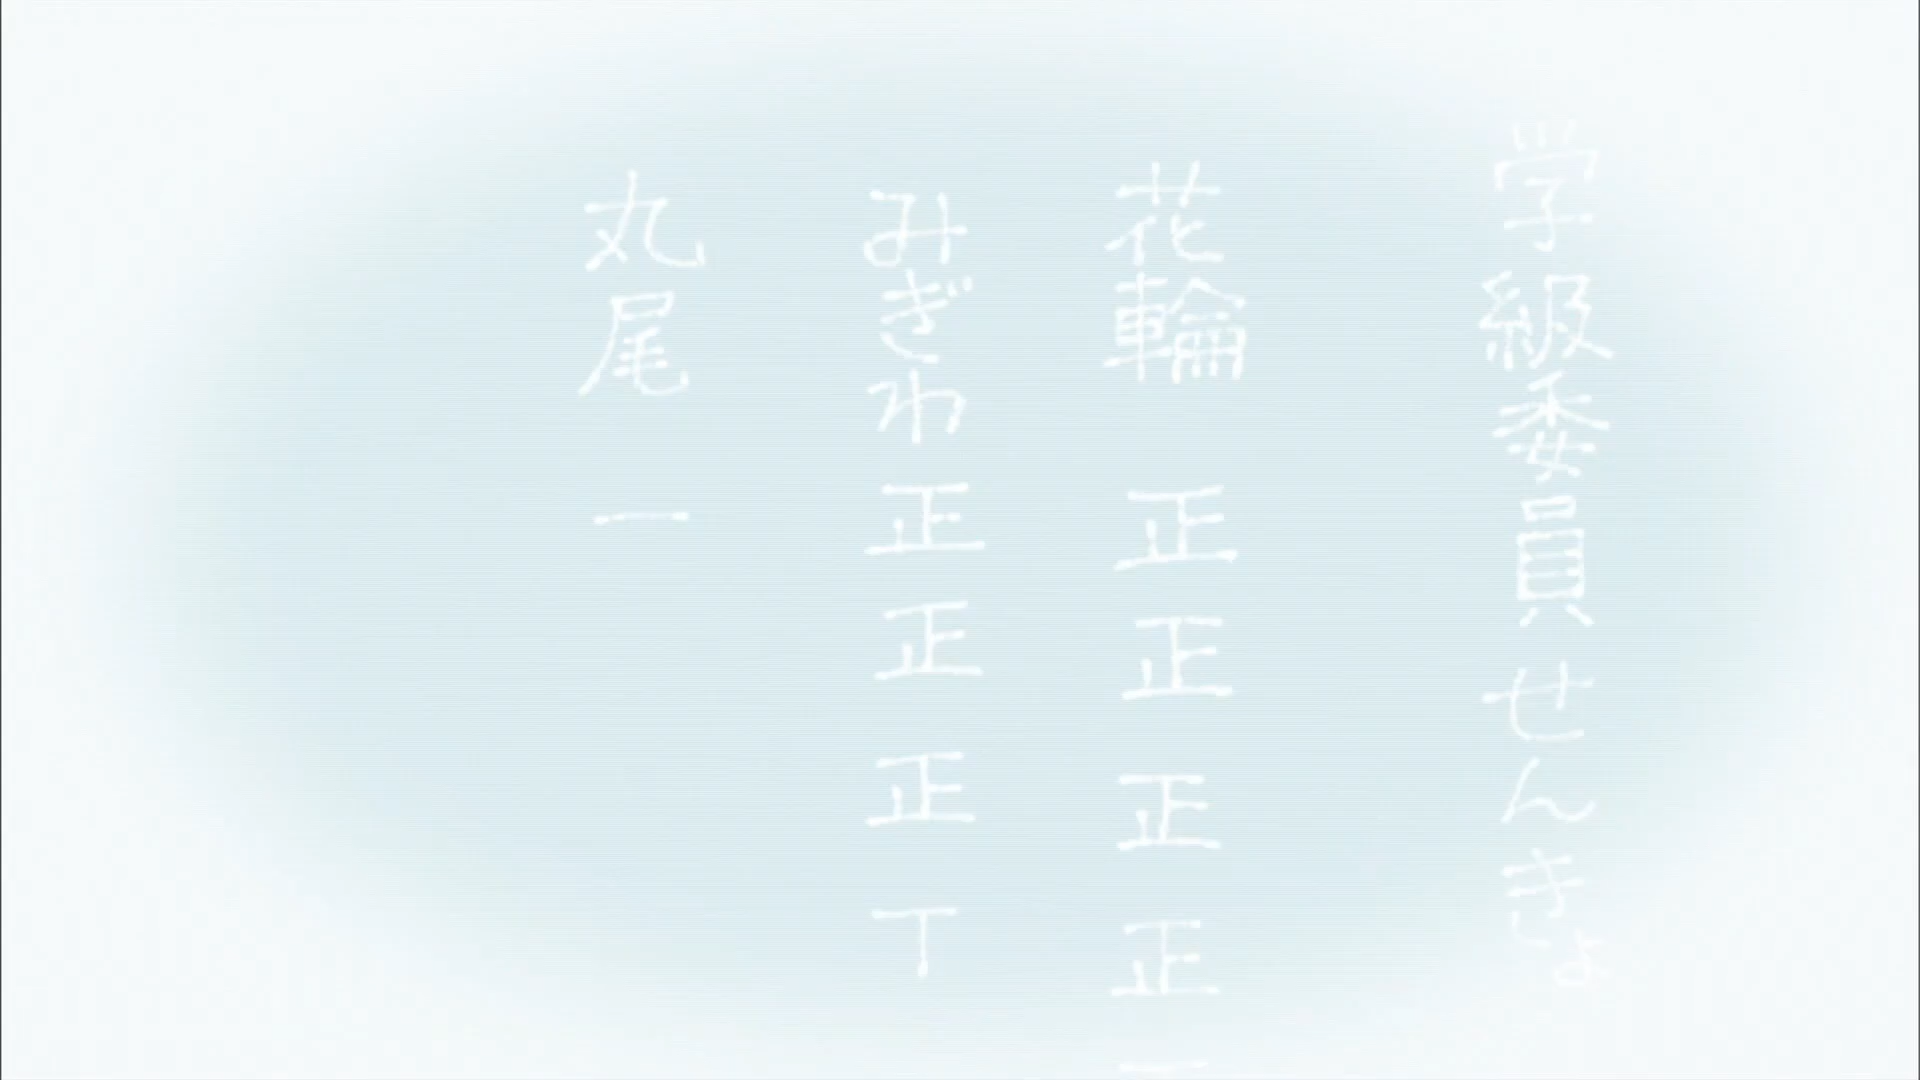 学級委員せんきょ
花輪 正正正正
みぎわ正正正丅
丸尾 一